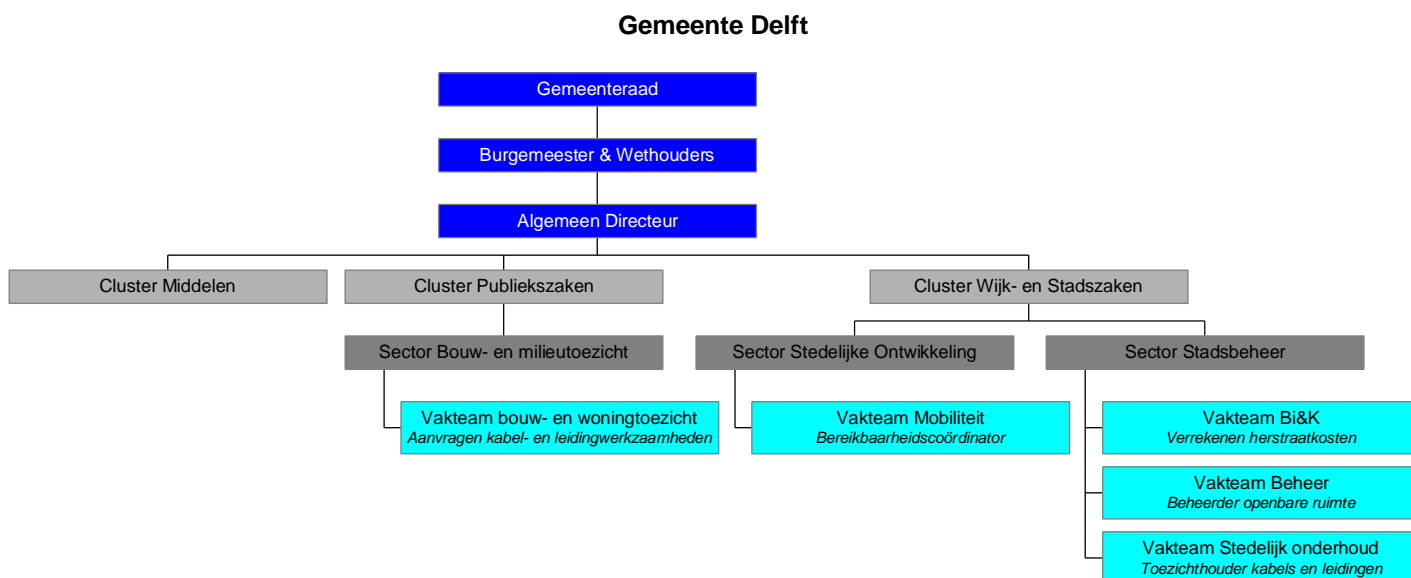 Gemeente Delft
Gemeenteraad
Burgemeester & Wethouders
Algemeen Directeur
Cluster Middelen
Cluster Publiekszaken
Cluster Wijk- en Stadszaken
Sector Bouw- en milieutoezicht
Sector Stedelijke Ontwikkeling
Sector Stadsbeheer
Vakteam bouw- en woningtoezicht
Aanvragen kabel- en leidingwerkzaamheden
Vakteam Mobiliteit
Bereikbaarheidscoördinator
Vakteam Bi&K
Verrekenen herstraatkosten
Vakteam Beheer
Beheerder openbare ruimte
Vakteam Stedelijk onderhoud
Toezichthouder kabels en leidingen